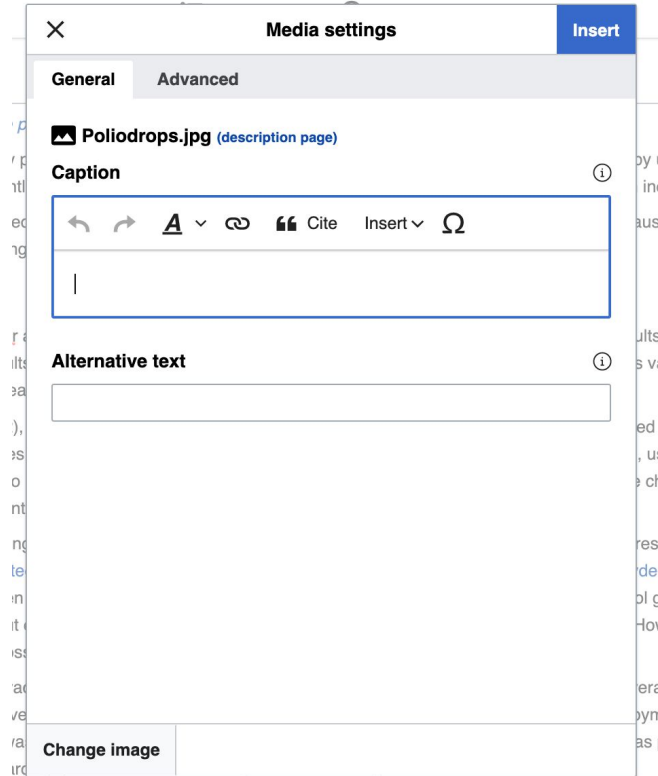 Media settings
Insert
General
Advanced
Poliodrops.jpg (description page)
Caption
A
Cite
Insert
Ω
Alternative text
Change image